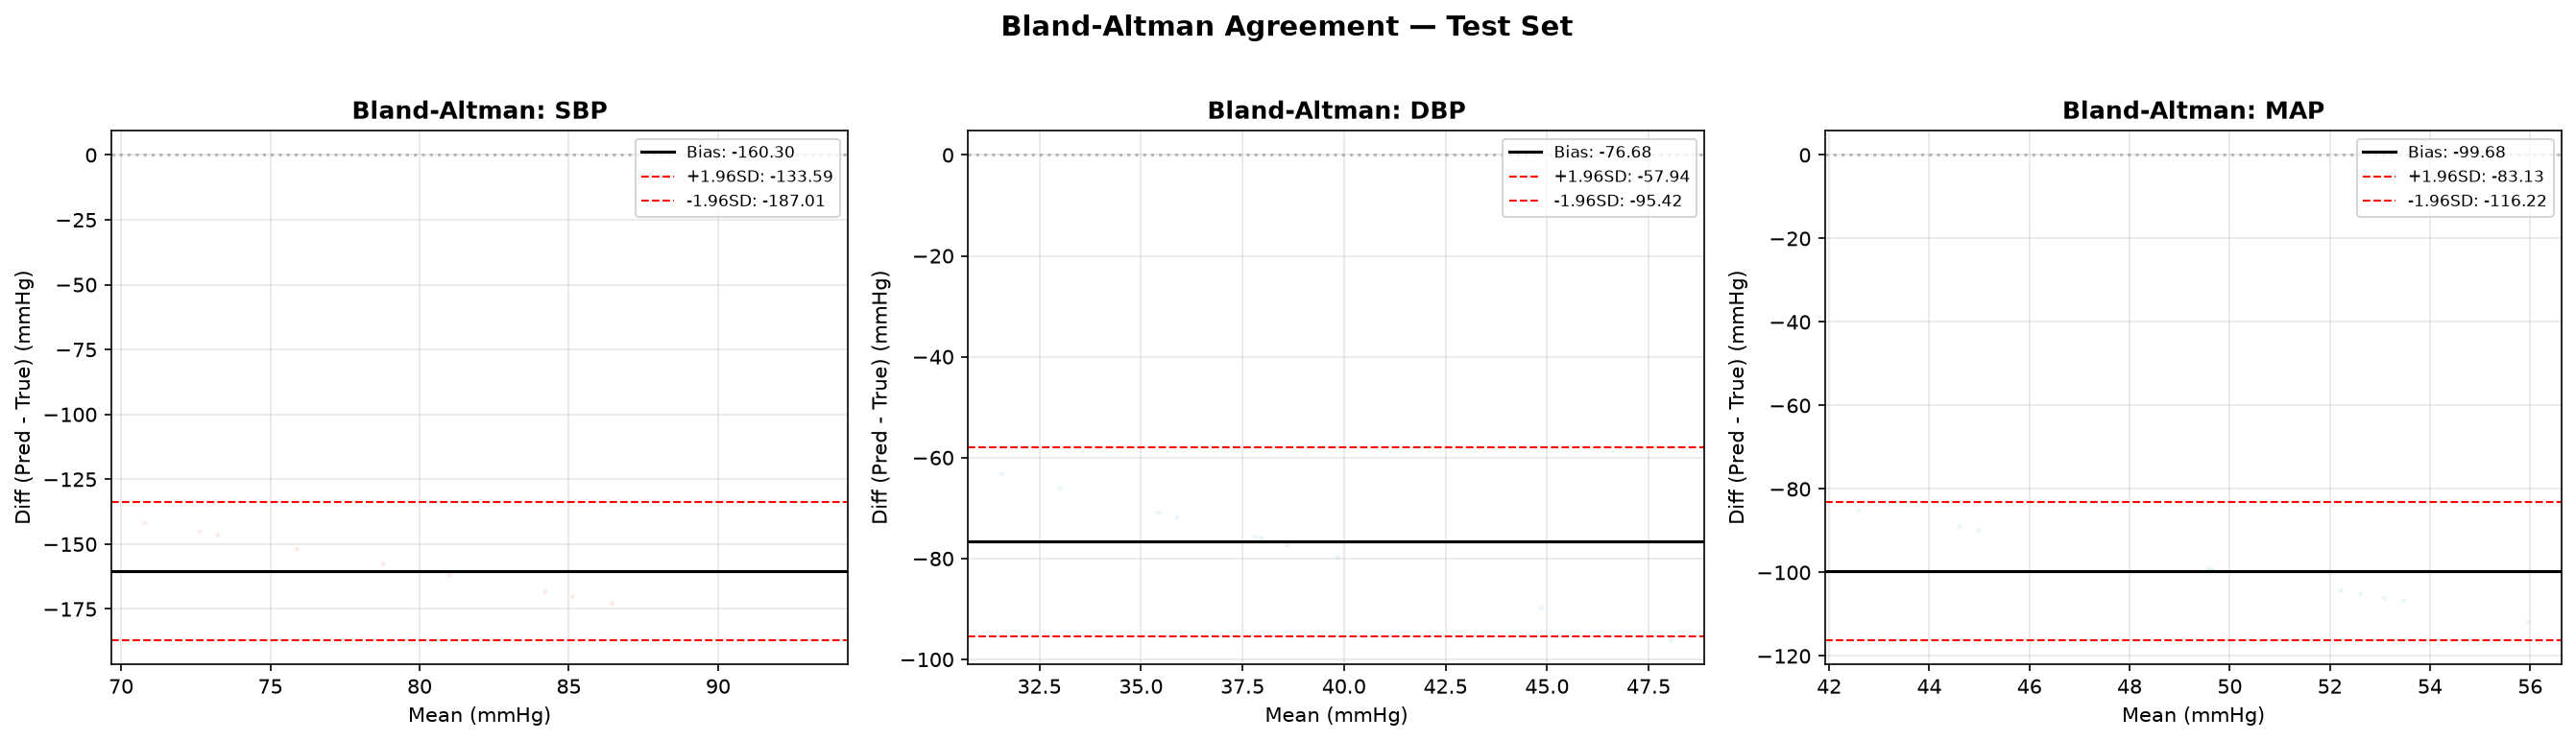 Bland-Altman Agreement — Test Set
Bland-Altman: SBP
Diff (Pred - True) (mmHg)
0
−25
−50
−75
−100
−125
−150
−175
Bias: -160.30
+1.96SD: -133.59
-1.96SD: -187.01
70
75
80
85
90
Mean (mmHg)
Bland-Altman: DBP
Diff (Pred - True) (mmHg)
0
−20
−40
−60
−80
−100
Bias: -76.68
+1.96SD: -57.94
-1.96SD: -95.42
32.5
35.0
37.5
40.0
42.5
45.0
47.5
Mean (mmHg)
Bland-Altman: MAP
Diff (Pred - True) (mmHg)
0
−20
−40
−60
−80
−100
−120
Bias: -99.68
+1.96SD: -83.13
-1.96SD: -116.22
42
44
46
48
50
52
54
56
Mean (mmHg)